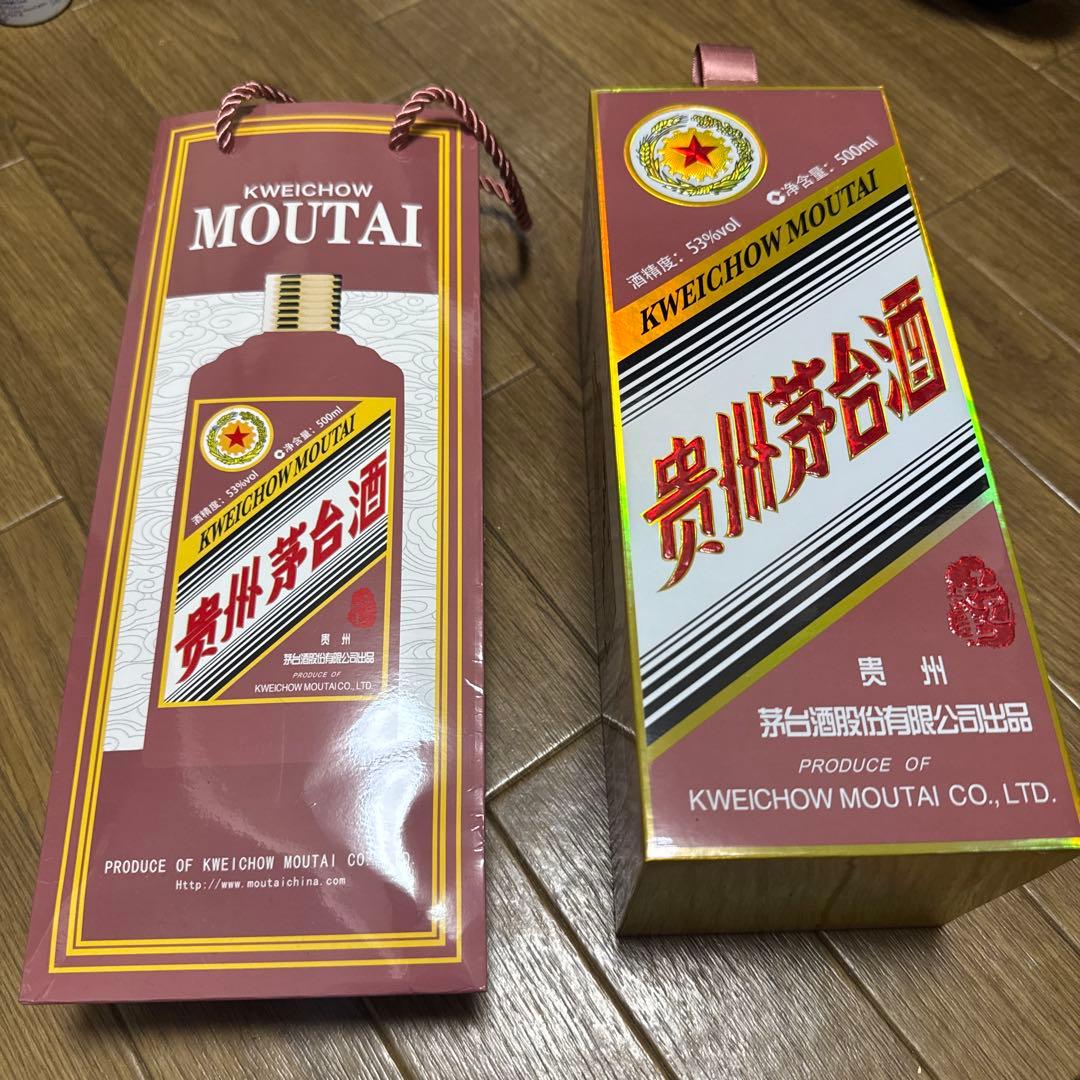 KWEICHOW
MOUTAI
酒精度：53%vol
净含量：500ml
KWEICHOW MOUTAI
贵州茅台酒
贵 州
茅台酒股份有限公司出品
PRODUCE OF
KWEICHOW MOUTAI CO., LTD.
PRODUCE OF KWEICHOW MOUTAI CO
Http://www.moutaichina.com
酒精度：53%vol
净含量：500ml
KWEICHOW MOUTAI
贵州茅台酒
贵 州
茅台酒股份有限公司出品
PRODUCE OF
KWEICHOW MOUTAI CO., LTD.